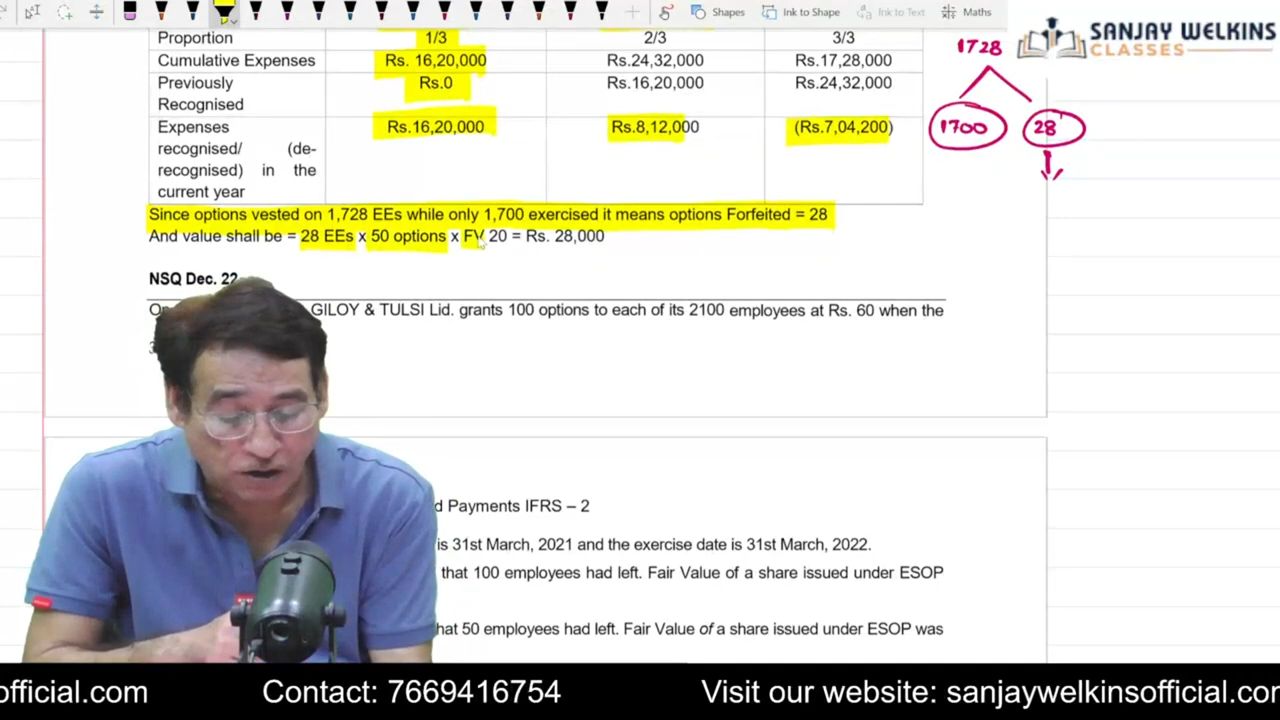 Shapes Ink to Shape Ink to Text Maths
SANJAY WELKINS
CLASSES
Proportion 1/3 2/3 3/3
Cumulative Expenses Rs. 16,20,000 Rs.24,32,000 Rs.17,28,000
Previously Rs.0 Rs.16,20,000 Rs.24,32,000
Recognised
Expenses Rs.16,20,000 Rs.8,12,000 (Rs.7,04,200)
recognised/ (de-
recognised) in the
current year
1728
1700 28
Since options vested on 1,728 EEs while only 1,700 exercised it means options Forfeited = 28
And value shall be = 28 EEs x 50 options x FV 20 = Rs. 28,000
NSQ Dec. 22
GILOY & TULSI Lid. grants 100 options to each of its 2100 employees at Rs. 60 when the
d Payments IFRS – 2
is 31st March, 2021 and the exercise date is 31st March, 2022.
that 100 employees had left. Fair Value of a share issued under ESOP
hat 50 employees had left. Fair Value of a share issued under ESOP was
official.com Contact: 7669416754 Visit our website: sanjaywelkinsofficial.co